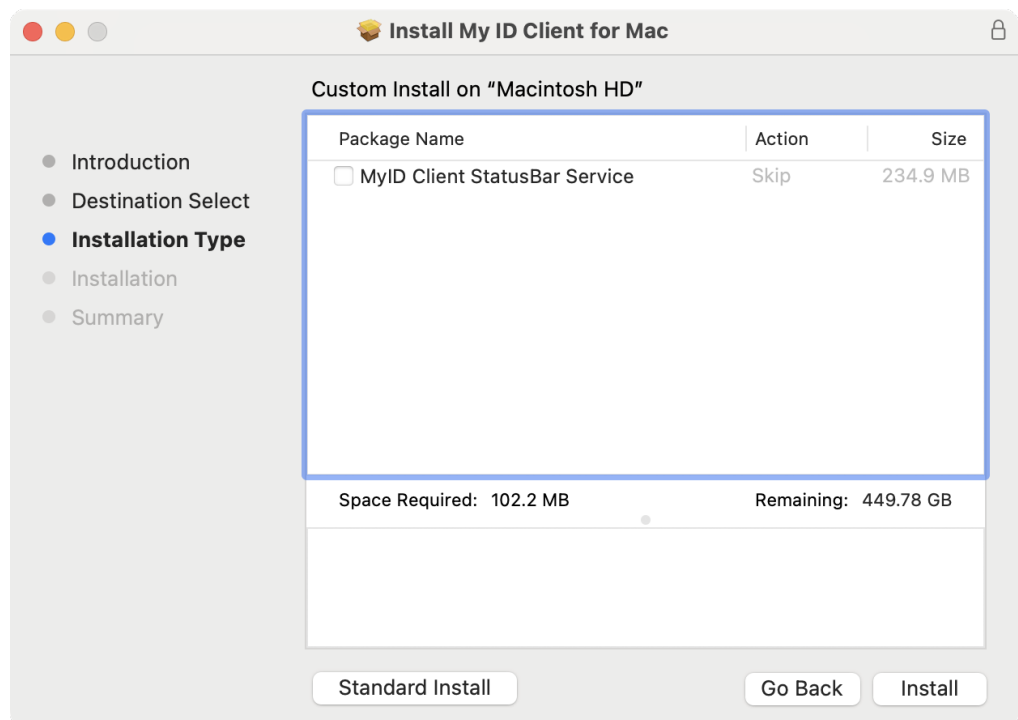 Install My ID Client for Mac
Custom Install on “Macintosh HD”
Introduction
Destination Select
Installation Type
Installation
Summary
Package Name Action Size
MyID Client StatusBar Service Skip 234.9 MB
Space Required: 102.2 MB Remaining: 449.78 GB
Standard Install Go Back Install